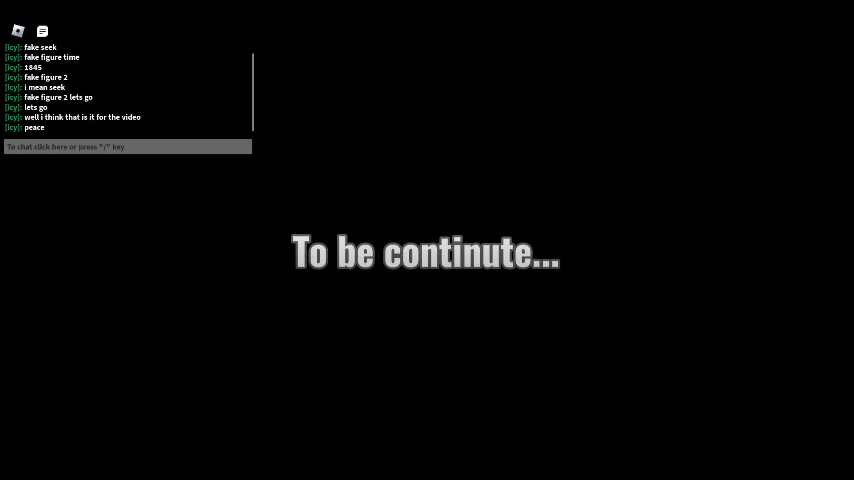 [icy]: fake seek
[icy]: fake figure time
[icy]: 1845
[icy]: fake figure 2
[icy]: i mean seek
[icy]: fake figure 2 lets go
[icy]: lets go
[icy]: well i think that is it for the video
[icy]: peace
To chat click here or press "/" key
To be continute...